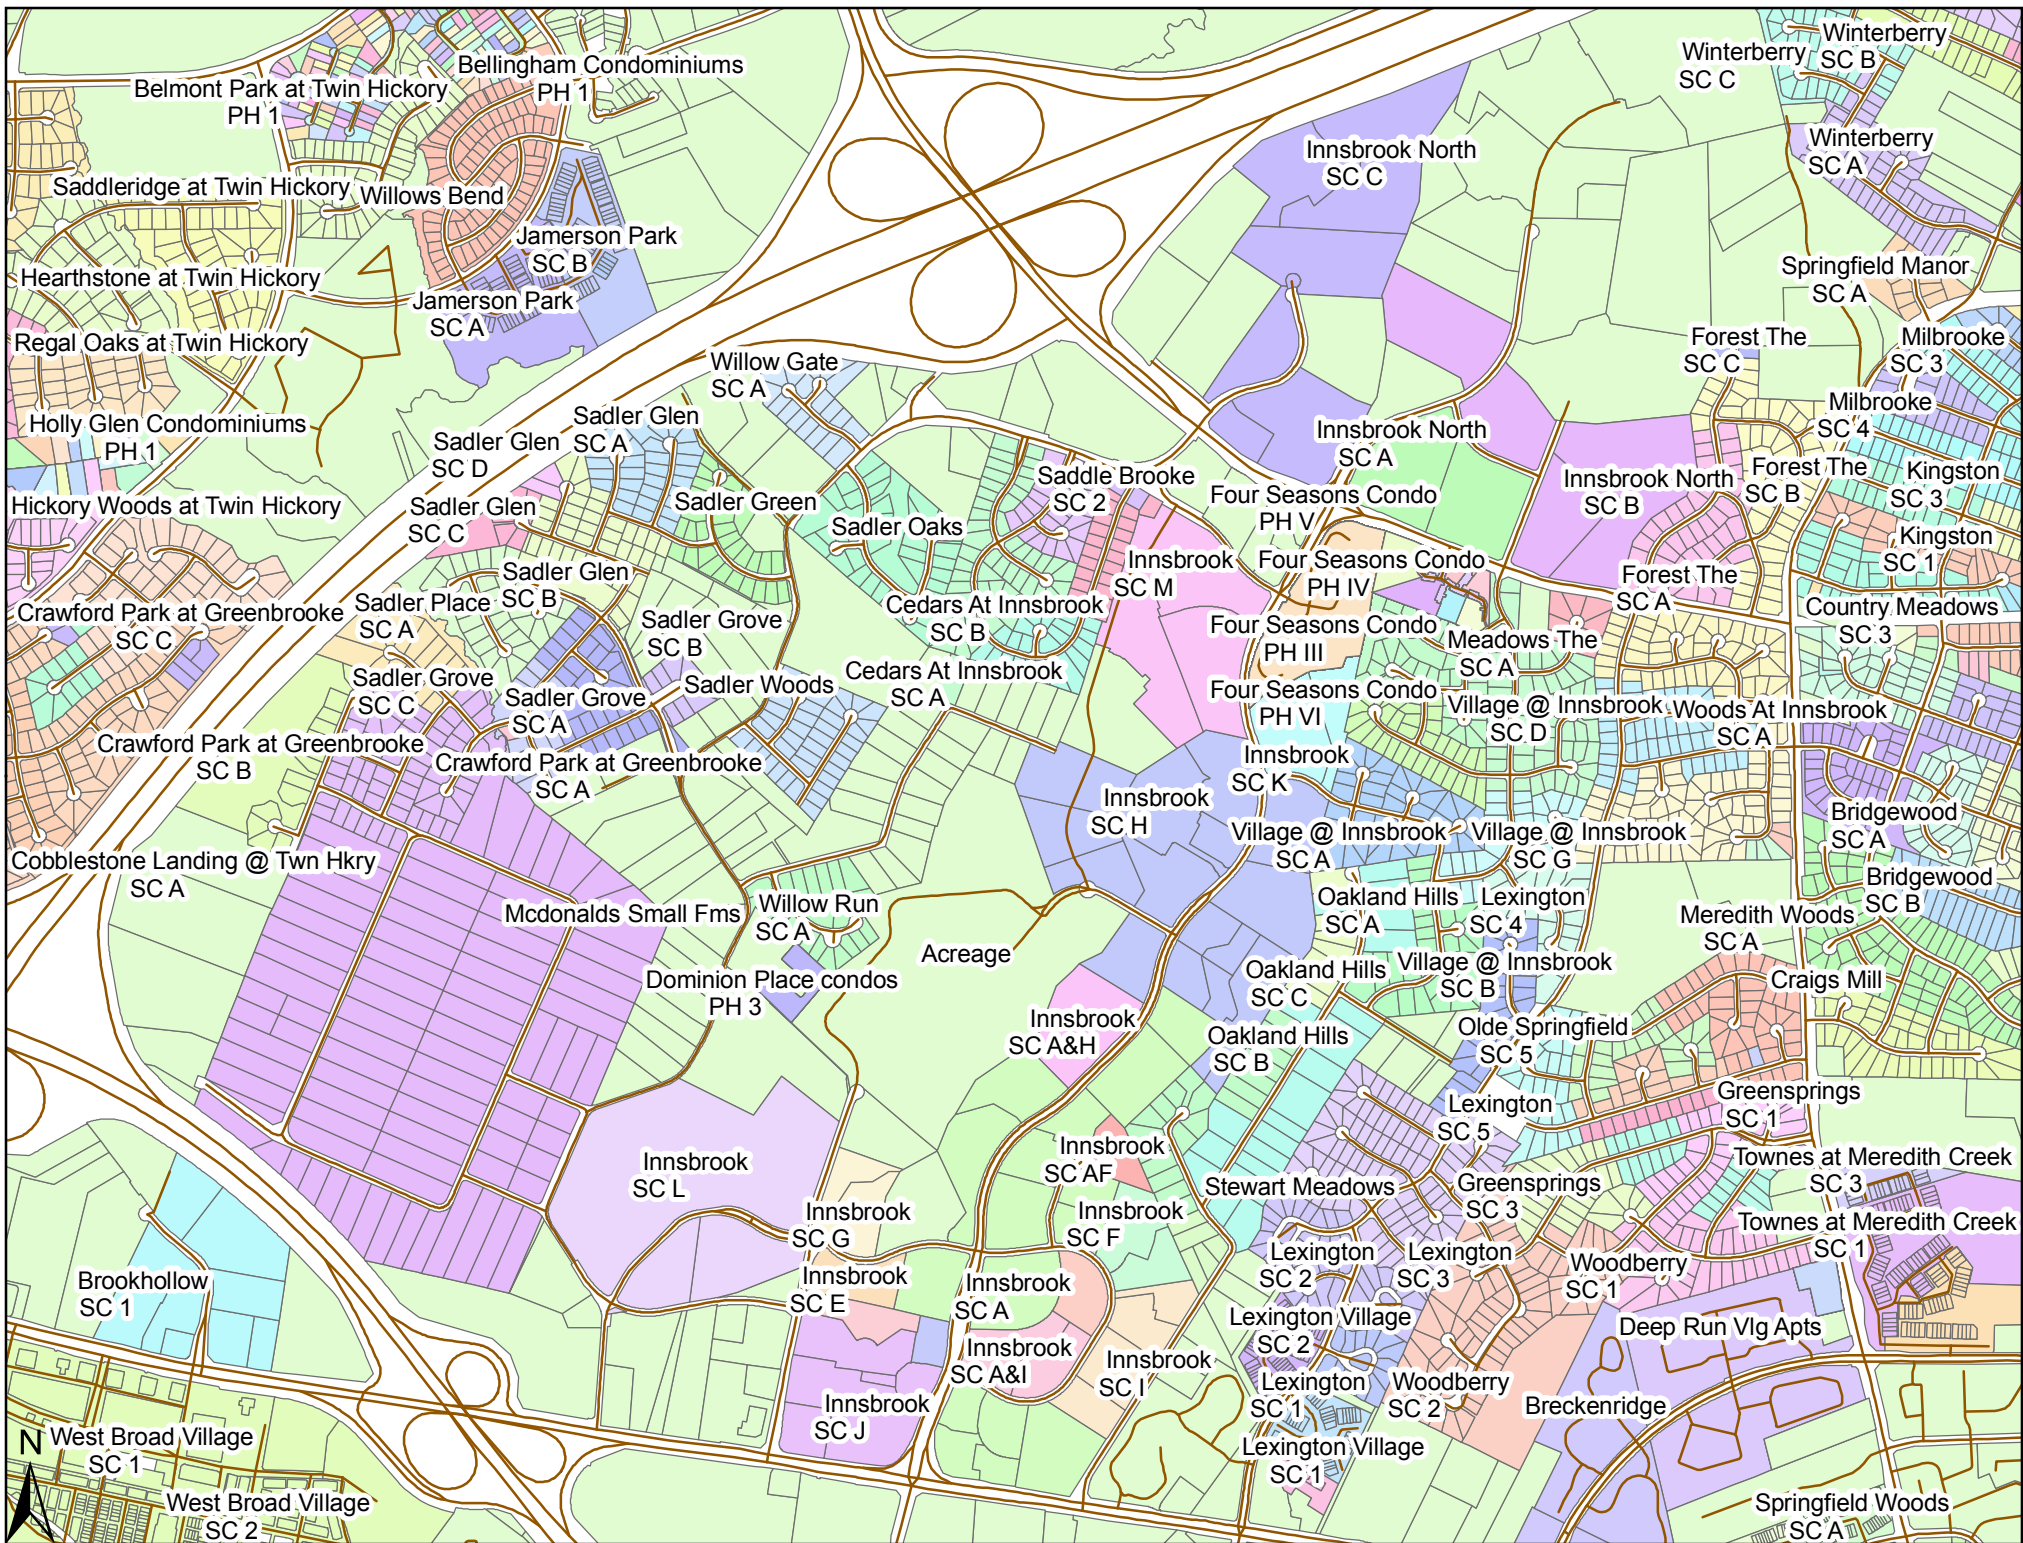 Winterberry
SC B
Winterberry
SC C
Bellingham Condominiums
PH 1
Belmont Park at Twin Hickory
PH 1
Winterberry
SC A
Innsbrook North
SC C
Saddleridge at Twin Hickory
Willows Bend
Jamerson Park
SC B
Springfield Manor
SC A
Hearthstone at Twin Hickory
Jamerson Park
SC A
Forest The
SC C
Milbrooke
SC 3
Regal Oaks at Twin Hickory
Willow Gate
SC A
Milbrooke
SC 4
Holly Glen Condominiums
PH 1
Sadler Glen
SC A
Sadler Glen
SC D
Innsbrook North
SC A
Saddle Brooke
SC 2
Innsbrook North
SC B
Forest The
SC B
Kingston
SC 3
Hickory Woods at Twin Hickory
Sadler Glen
SC C
Sadler Green
Sadler Oaks
Four Seasons Condo
PH V
Kingston
SC 1
Innsbrook
SC M
Four Seasons Condo
PH IV
Sadler Glen
SC B
Forest The
SC A
Crawford Park at Greenbrooke
SC C
Sadler Place
SC A
Sadler Grove
SC B
Cedars At Innsbrook
SC B
Four Seasons Condo
PH III
Meadows The
SC A
Country Meadows
SC 3
Sadler Grove
SC C
Sadler Grove
SC A
Sadler Woods
Cedars At Innsbrook
SC A
Four Seasons Condo
PH VI
Village @ Innsbrook
SC D
Woods At Innsbrook
SC A
Crawford Park at Greenbrooke
SC B
Crawford Park at Greenbrooke
SC A
Innsbrook
SC K
Innsbrook
SC H
Village @ Innsbrook
SC A
Village @ Innsbrook
SC G
Bridgewood
SC A
Cobblestone Landing @ Twn Hkry
SC A
Bridgewood
SC B
Mcdonalds Small Fms
Willow Run
SC A
Oakland Hills
SC A
Lexington
SC 4
Meredith Woods
SC A
Acreage
Dominion Place condos
PH 3
Oakland Hills
SC C
Village @ Innsbrook
SC B
Craigs Mill
Innsbrook
SC A&H
Oakland Hills
SC B
Olde Springfield
SC 5
Greensprings
SC 1
Lexington
SC 5
Innsbrook
SC L
Innsbrook
SC AF
Townes at Meredith Creek
SC 3
Stewart Meadows
Greensprings
SC 3
Innsbrook
SC G
Innsbrook
SC F
Townes at Meredith Creek
SC 1
Brookhollow
SC 1
Innsbrook
SC E
Innsbrook
SC A
Lexington
SC 2
Lexington
SC 3
Woodberry
SC 1
Lexington Village
SC 2
Deep Run Vlg Apts
Innsbrook
SC A&I
Innsbrook
SC I
Lexington
SC 1
Woodberry
SC 2
Breckenridge
Innsbrook
SC J
N
West Broad Village
SC 1
Lexington Village
SC 1
West Broad Village
SC 2
Springfield Woods
SC A